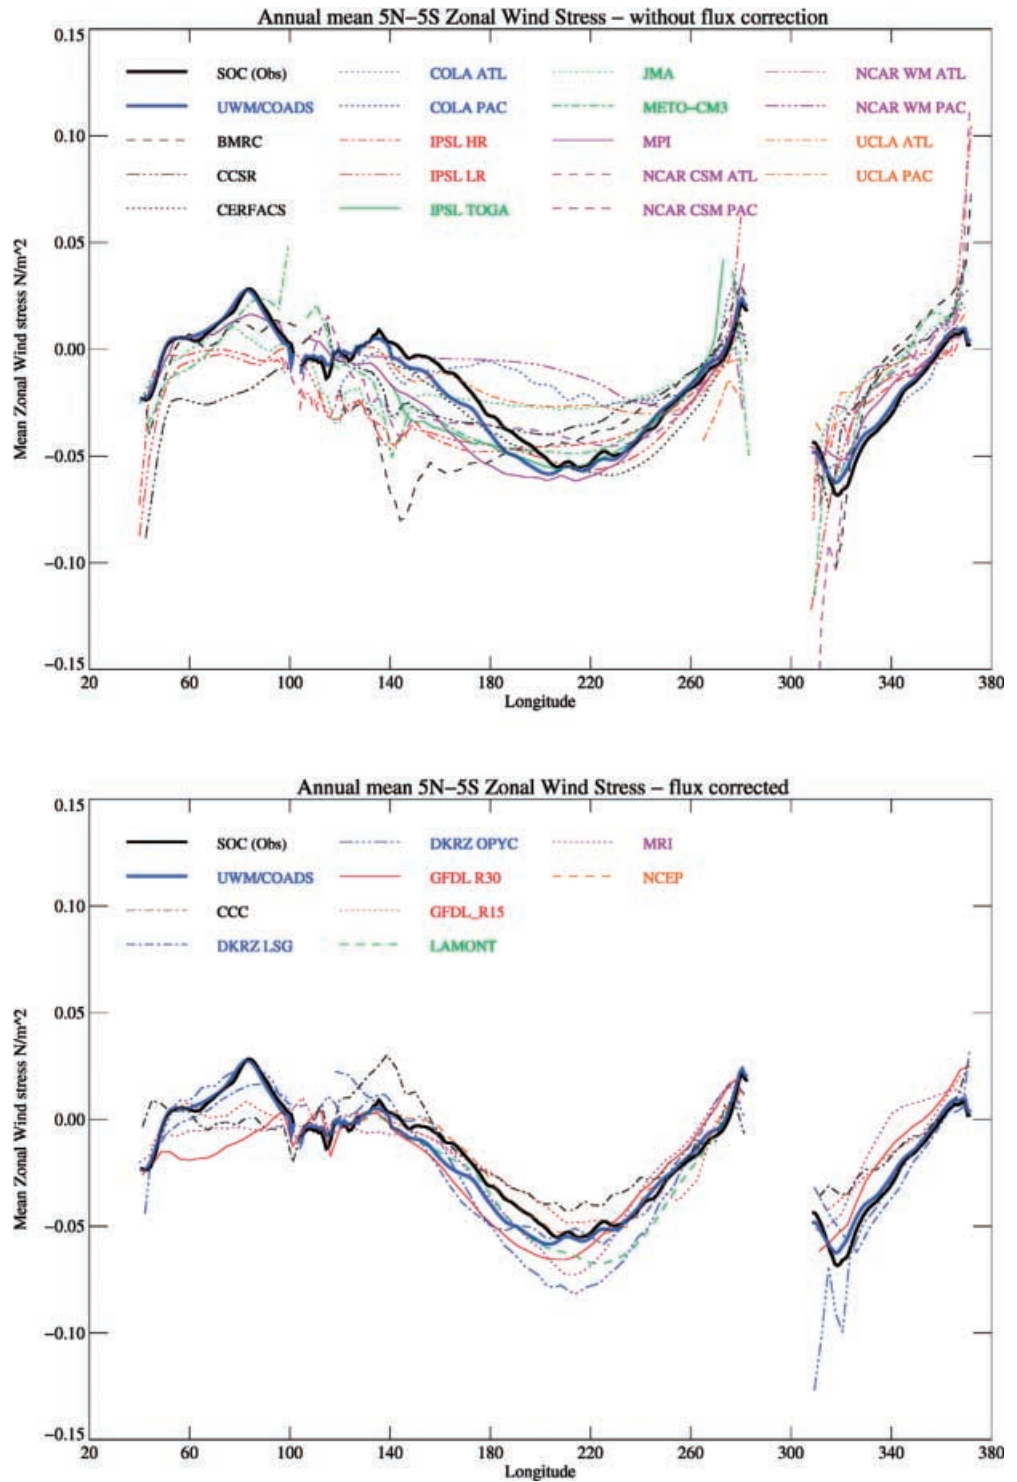 Annual mean 5N–5S Zonal Wind Stress – without flux correction
0.15
0.10
0.05
0.00
−0.05
−0.10
−0.15
Mean Zonal Wind stress N/m^2
SOC (Obs)
UWM/COADS
BMRC
CCSR
CERFACS
COLA ATL
COLA PAC
IPSL HR
IPSL LR
IPSL TOGA
JMA
METO–CM3
MPI
NCAR CSM ATL
NCAR CSM PAC
NCAR WM ATL
NCAR WM PAC
UCLA ATL
UCLA PAC
20 60 100 140 180 220 260 300 340 380
Longitude
Annual mean 5N–5S Zonal Wind Stress – flux corrected
0.15
0.10
0.05
0.00
−0.05
−0.10
−0.15
Mean Zonal Wind stress N/m^2
SOC (Obs)
UWM/COADS
CCC
DKRZ LSG
DKRZ OPYC
GFDL R30
GFDL_R15
LAMONT
MRI
NCEP
20 60 100 140 180 220 260 300 340 380
Longitude